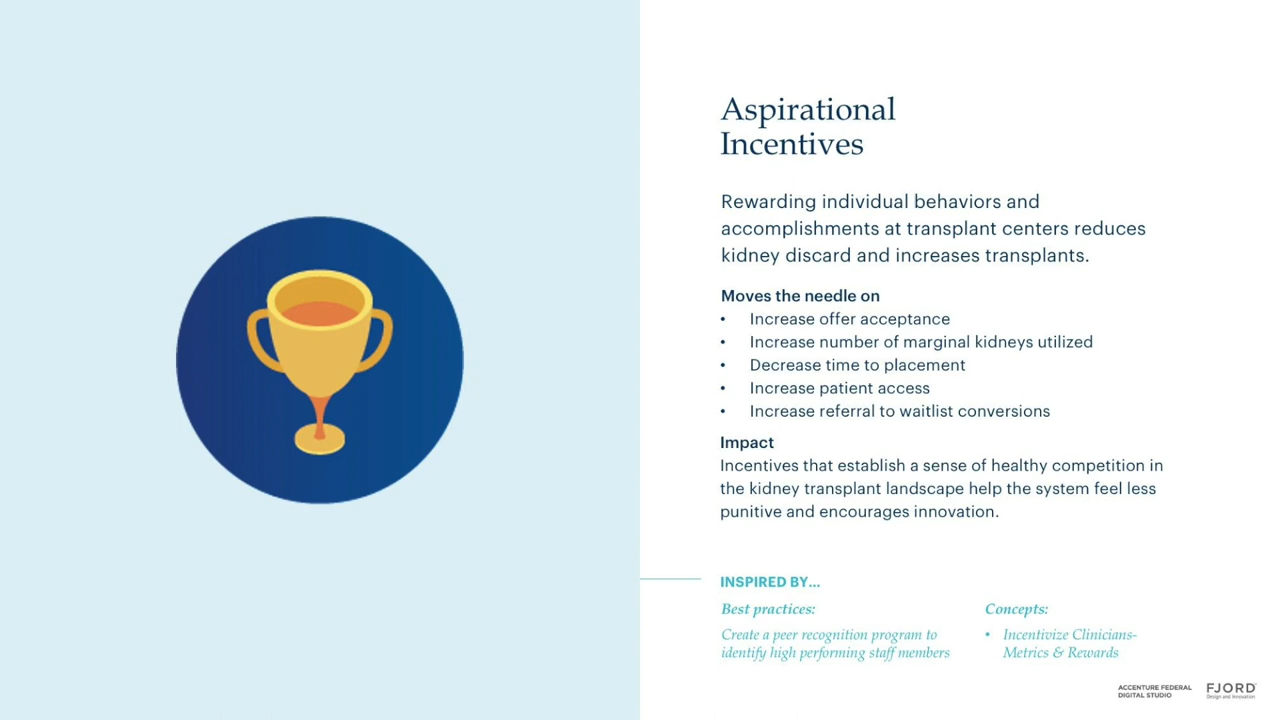 Aspirational
Incentives
Rewarding individual behaviors and
accomplishments at transplant centers reduces
kidney discard and increases transplants.
Moves the needle on
• Increase offer acceptance
• Increase number of marginal kidneys utilized
• Decrease time to placement
• Increase patient access
• Increase referral to waitlist conversions
Impact
Incentives that establish a sense of healthy competition in
the kidney transplant landscape help the system feel less
punitive and encourages innovation.
INSPIRED BY...
Best practices:
Create a peer recognition program to
identify high performing staff members
Concepts:
• Incentivize Clinicians-
Metrics & Rewards
ACCENTURE FEDERAL
DIGITAL STUDIO
FJORD
Design and Innovation